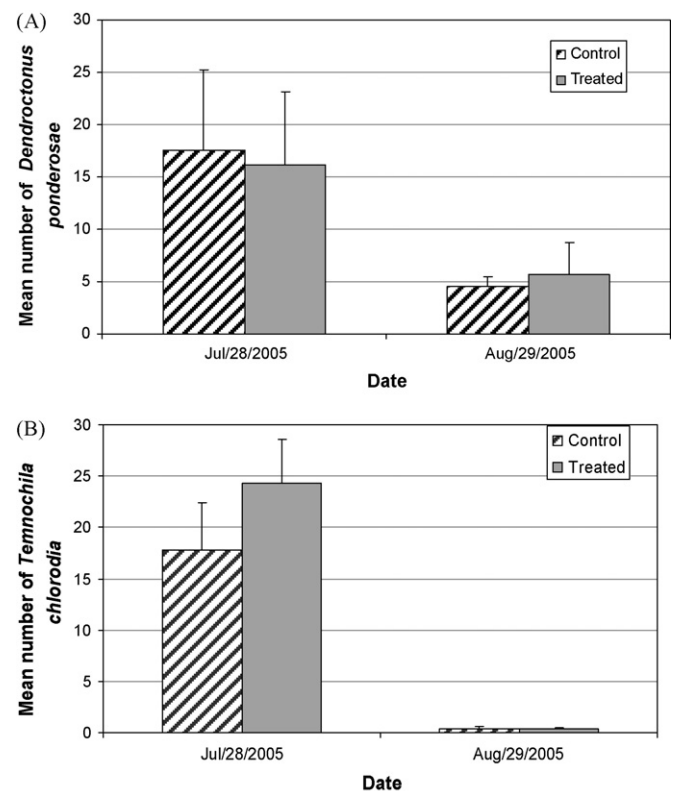 (A)
30
25
20
15
10
5
0
Mean number of Dendroctonus
ponderosae
Control
Treated
Jul/28/2005
Aug/29/2005
Date
(B)
30
25
20
15
10
5
0
Mean number of Temnochila
chlorodia
Control
Treated
Jul/28/2005
Aug/29/2005
Date